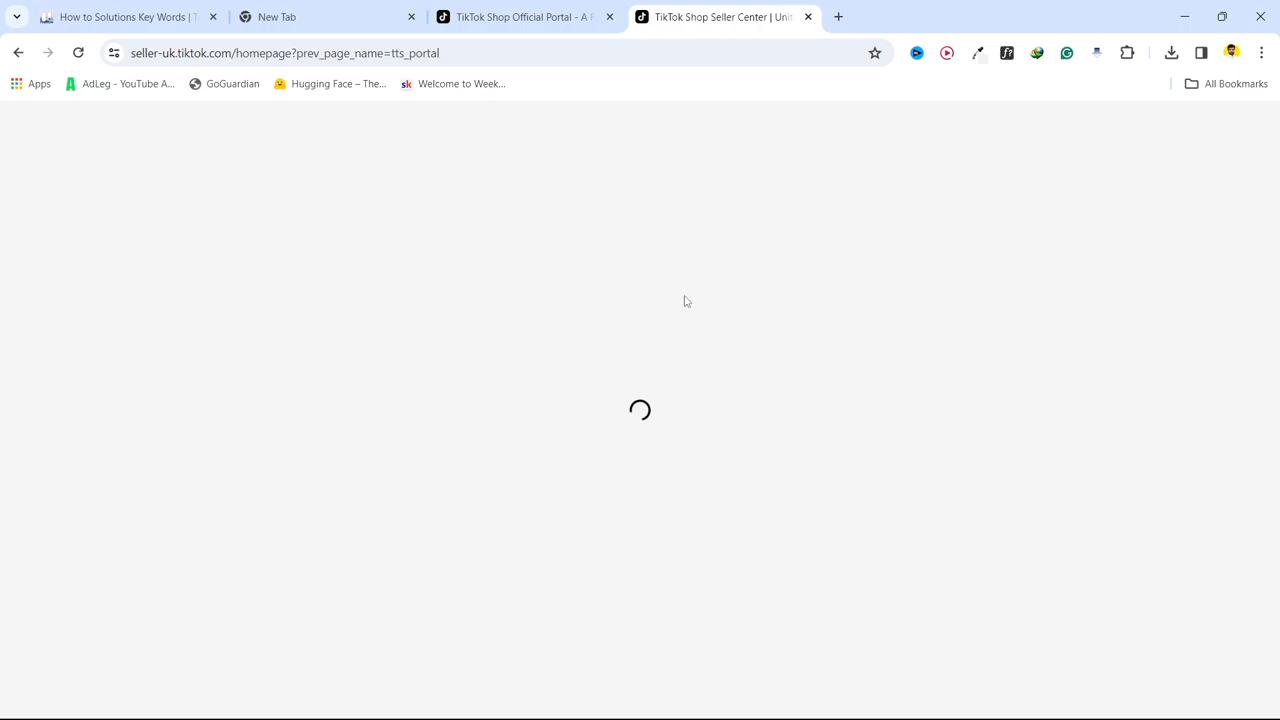 How to Solutions Key Words | T
New Tab
TikTok Shop Official Portal - A F
TikTok Shop Seller Center | Unit
seller-uk.tiktok.com/homepage?prev_page_name=tts_portal
Apps
AdLeg - YouTube A...
GoGuardian
Hugging Face – The...
Welcome to Week...
All Bookmarks